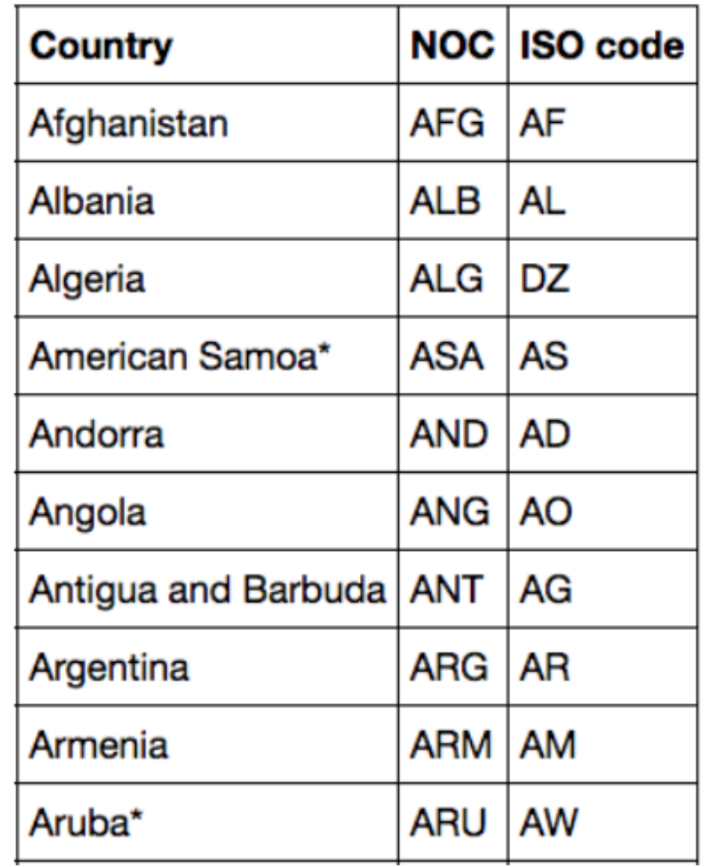 Country NOC ISO code
Afghanistan AFG AF
Albania ALB AL
Algeria ALG DZ
American Samoa* ASA AS
Andorra AND AD
Angola ANG AO
Antigua and Barbuda ANT AG
Argentina ARG AR
Armenia ARM AM
Aruba* ARU AW